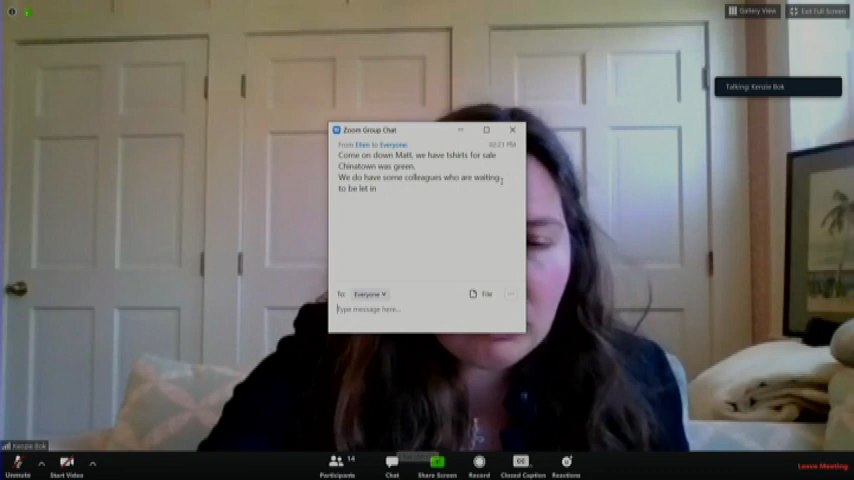 Gallery View
Exit Full Screen
Talking: Kenzie Bok
Zoom Group Chat
From Ellen to Everyone:
02:21 PM
Come on down Matt, we have tshirts for sale
Chinatown was green.
We do have some colleagues who are waiting
to be let in
To:
Everyone
File
Type message here...
Kenzie Bok
Unmute
Start Video
Participants
14
Chat
Share Screen
Record
Closed Caption
Reactions
Leave Meeting